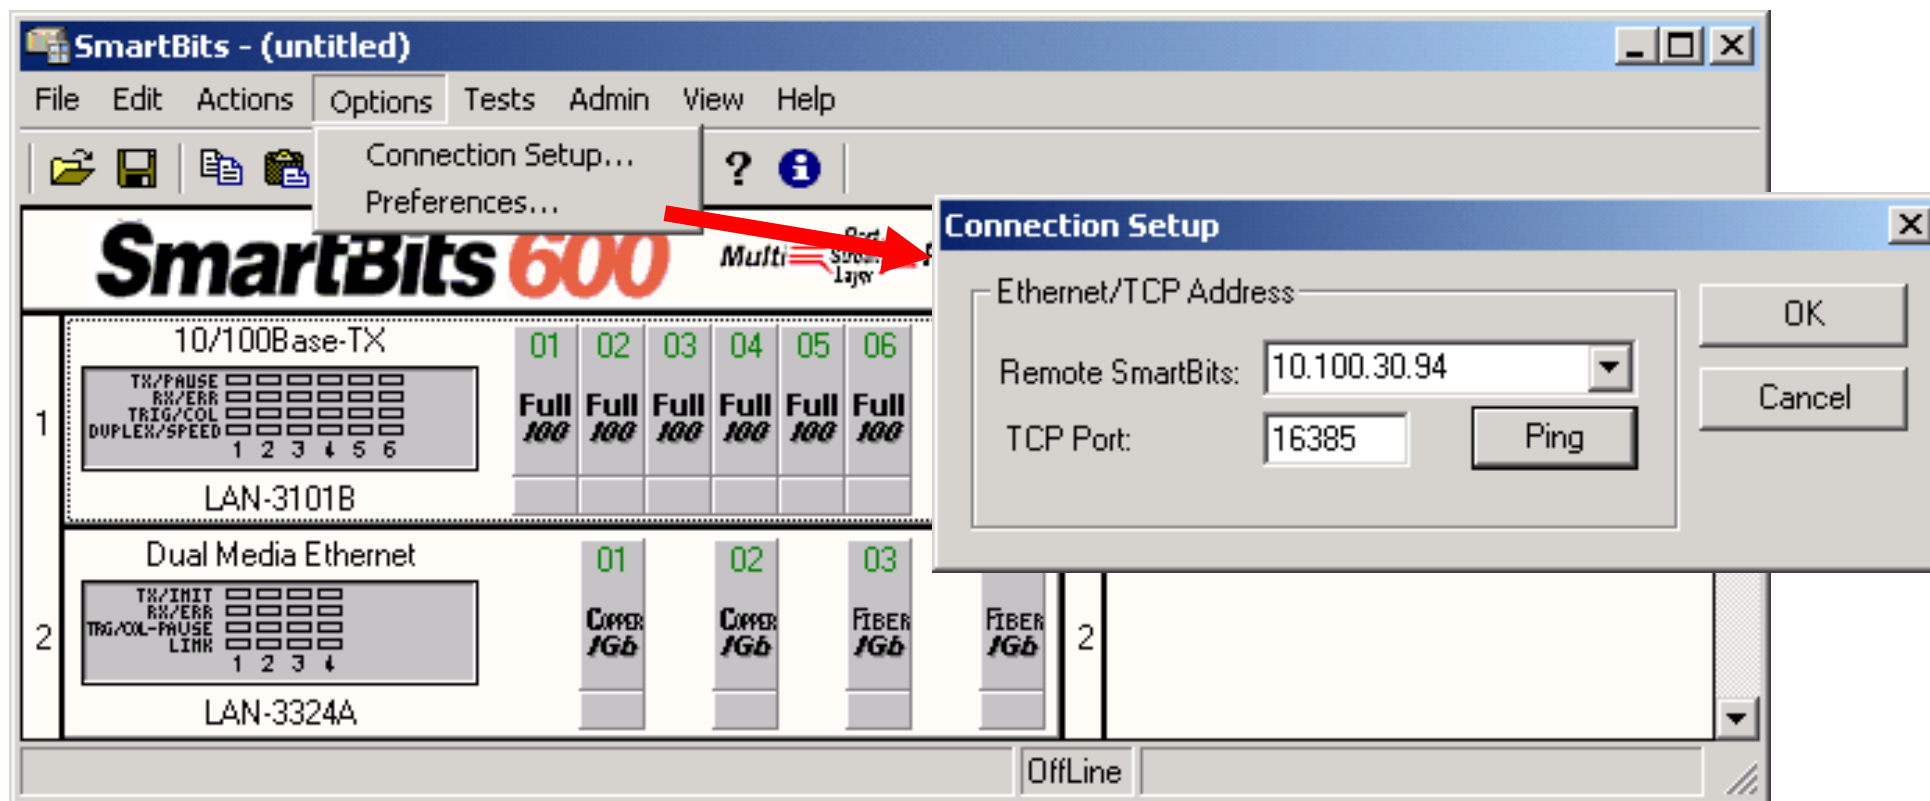 SmartBits - (untitled)
File Edit Actions Options Tests Admin View Help
Connection Setup...
Preferences...
SmartBits 600
Multi
Layer
Connection Setup
Ethernet/TCP Address
Remote SmartBits: 10.100.30.94
TCP Port: 16385
Ping
OK
Cancel
1
10/100Base-TX
TX/PAUSE
RX/ERR
TRIG/COL
DUPLEX/SPEED
1 2 3 4 5 6
LAN-3101B
01 02 03 04 05 06
Full Full Full Full Full Full
100 100 100 100 100 100
2
Dual Media Ethernet
TX/INIT
RX/ERR
TRG/COL-PAUSE
LINK
1 2 3 4
LAN-3324A
01 02 03
COPPER COPPER FIBER FIBER
1Gb 1Gb 1Gb 1Gb
2
OffLine